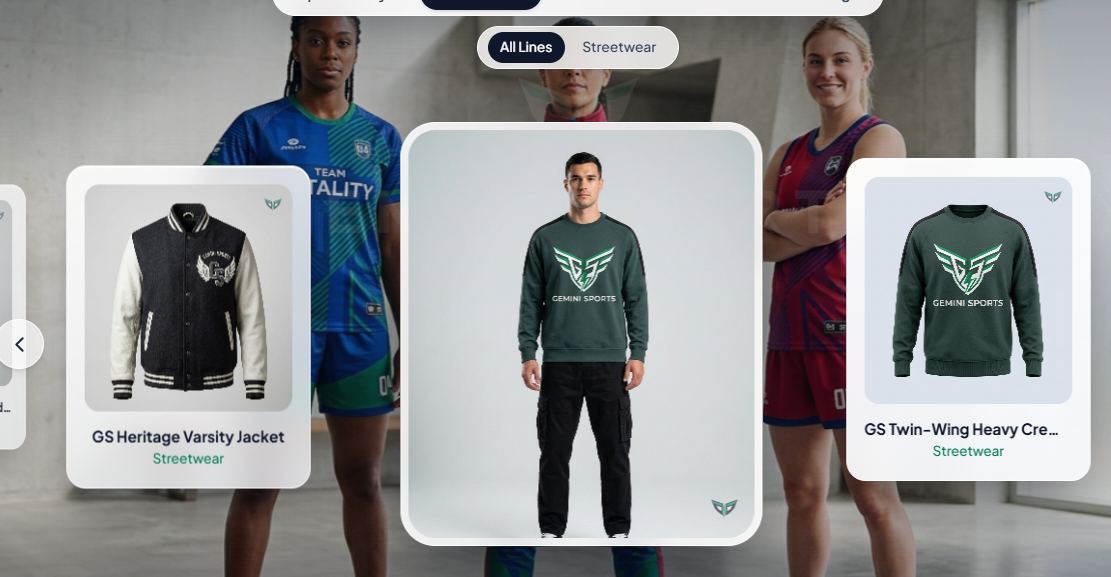 All Lines
Streetwear
TEAM
GS
GEMINI SPORTS
GEMINI SPORTS
GS Heritage Varsity Jacket
Streetwear
GS Twin-Wing Heavy Cre...
Streetwear
d...